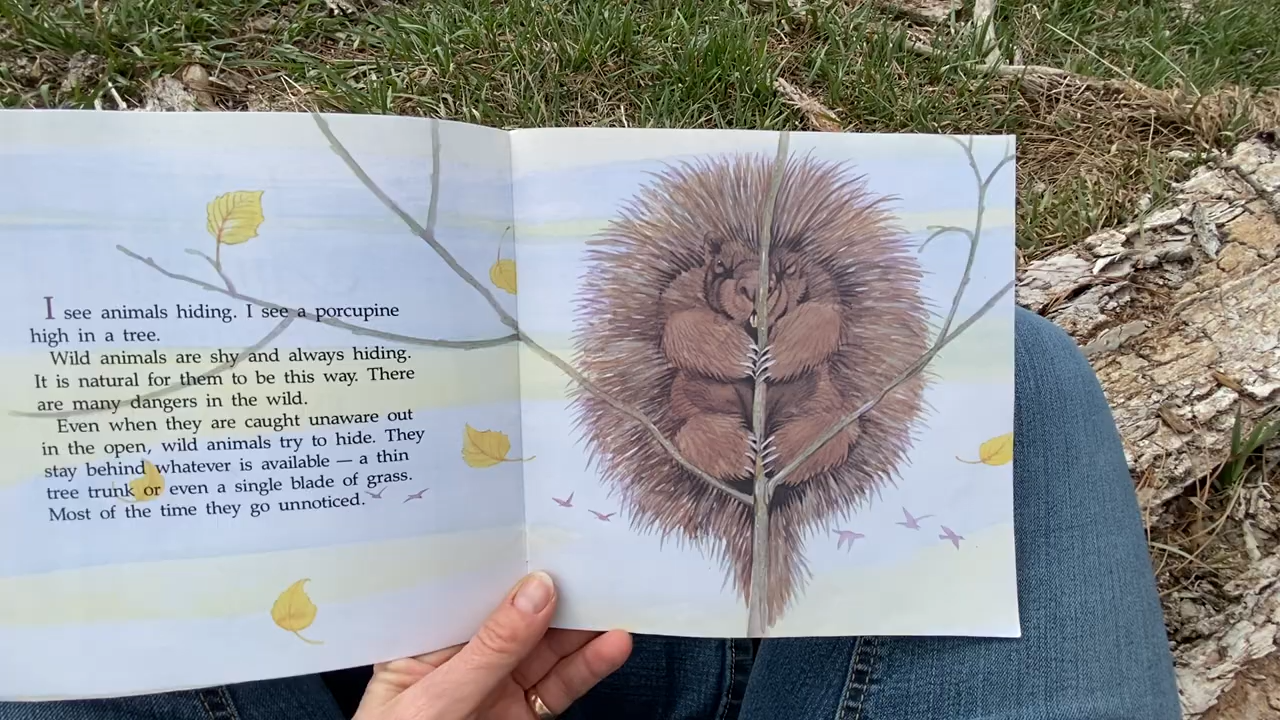 I see animals hiding. I see a porcupine
high in a tree.
Wild animals are shy and always hiding.
It is natural for them to be this way. There
are many dangers in the wild.
Even when they are caught unaware out
in the open, wild animals try to hide. They
stay behind whatever is available — a thin
tree trunk or even a single blade of grass.
Most of the time they go unnoticed.